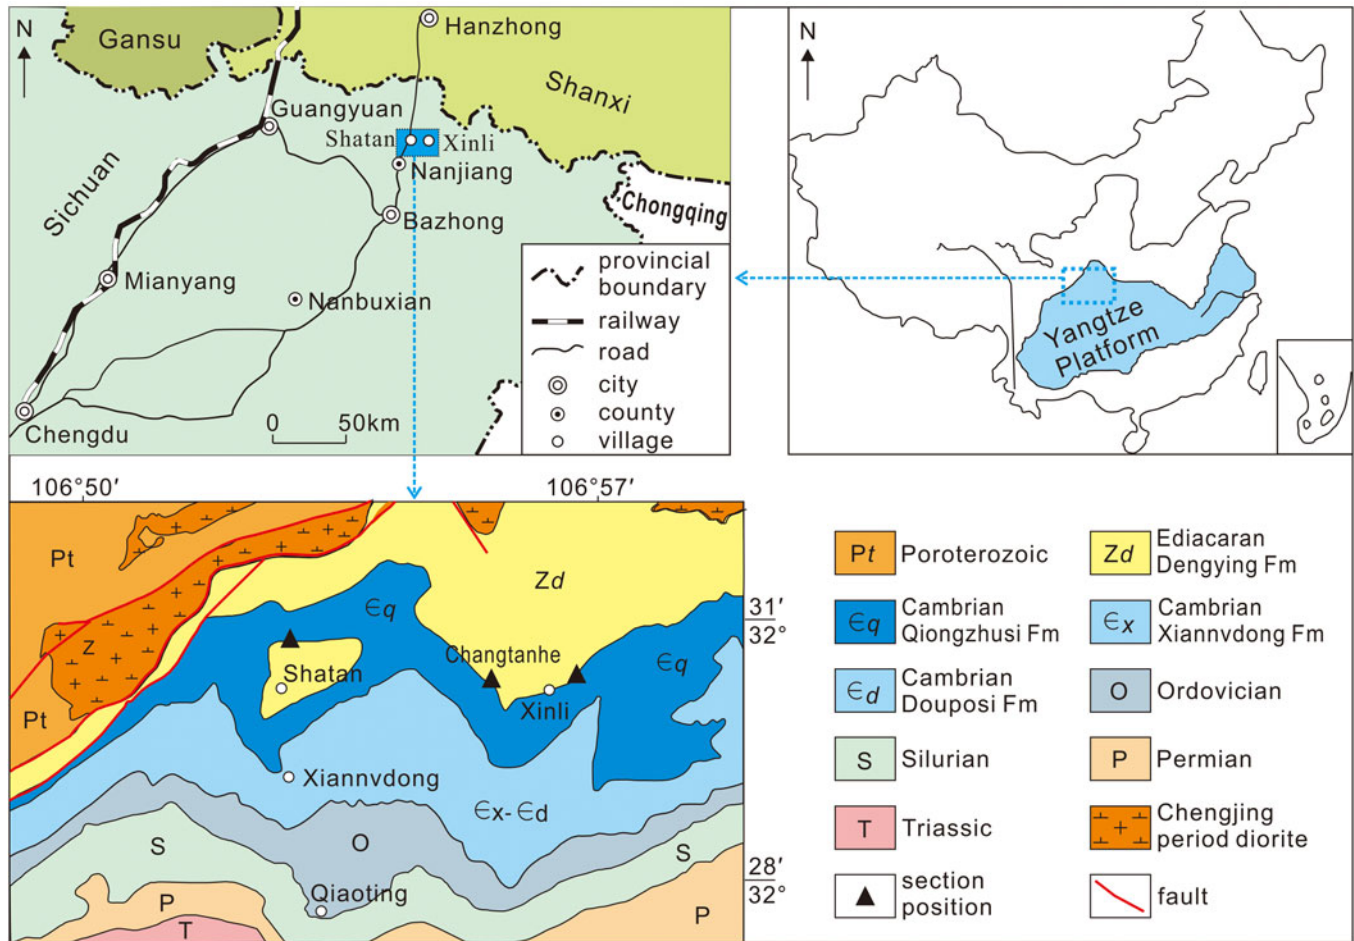 N
Gansu
Hanzhong
Shanxi
Guangyuan
Shatan
Xinli
Nanjiang
Sichuan
Chongqing
Bazhong
Mianyang
Nanbuxian
Chengdu
0 50km
provincial
boundary
railway
road
city
county
village
N
Yangtze
Platform
106°50′
106°57′
Pt
Zd
∈q
31′
32°
Z
Shatan
Changtanhe
∈q
Xinli
Pt
Xiannvdong
∈x-∈d
S
O
S
28′
32°
Qiaoting
P
P
T
Pt Poroterozoic
Zd Ediacaran
Dengying Fm
∈q Cambrian
Qiongzhusi Fm
∈x Cambrian
Xiannvdong Fm
∈d Cambrian
Douposi Fm
O Ordovician
S Silurian
P Permian
T Triassic
Chengjing
period diorite
section
position
fault